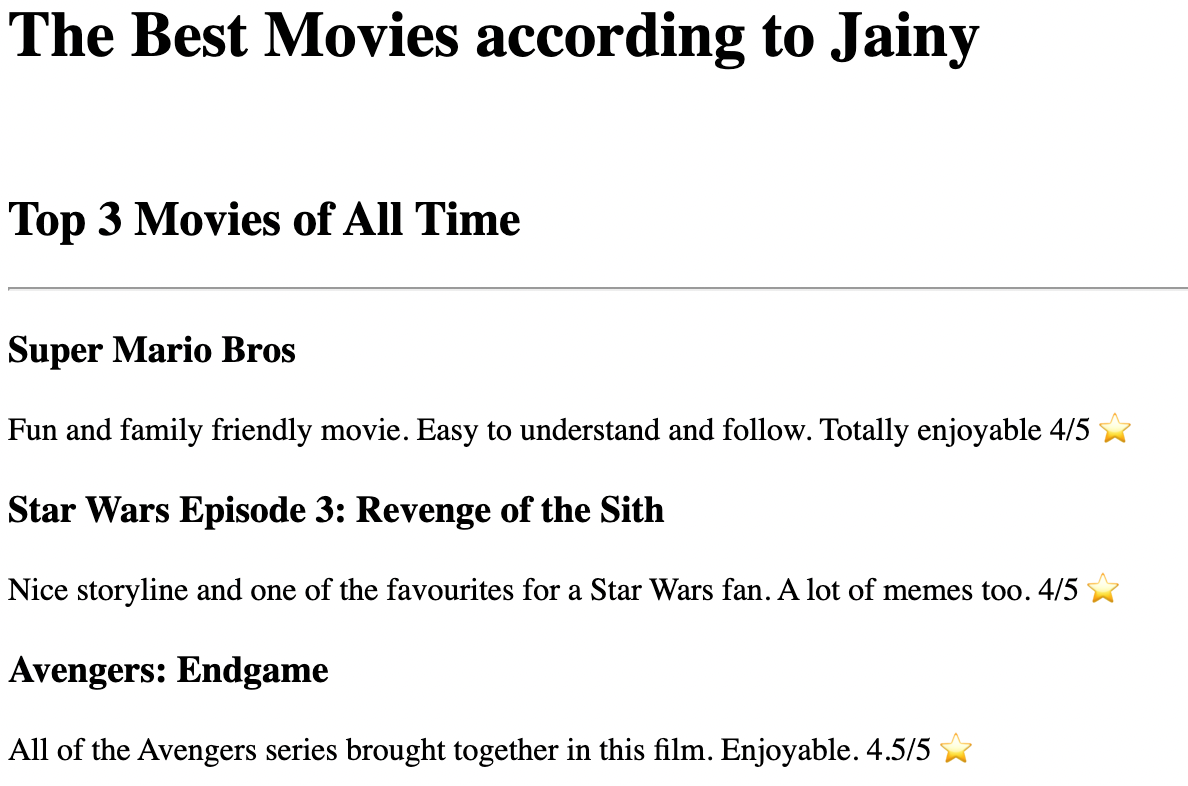 The Best Movies according to Jainy
Top 3 Movies of All Time
Super Mario Bros
Fun and family friendly movie. Easy to understand and follow. Totally enjoyable 4/5 ⭐
Star Wars Episode 3: Revenge of the Sith
Nice storyline and one of the favourites for a Star Wars fan. A lot of memes too. 4/5 ⭐
Avengers: Endgame
All of the Avengers series brought together in this film. Enjoyable. 4.5/5 ⭐